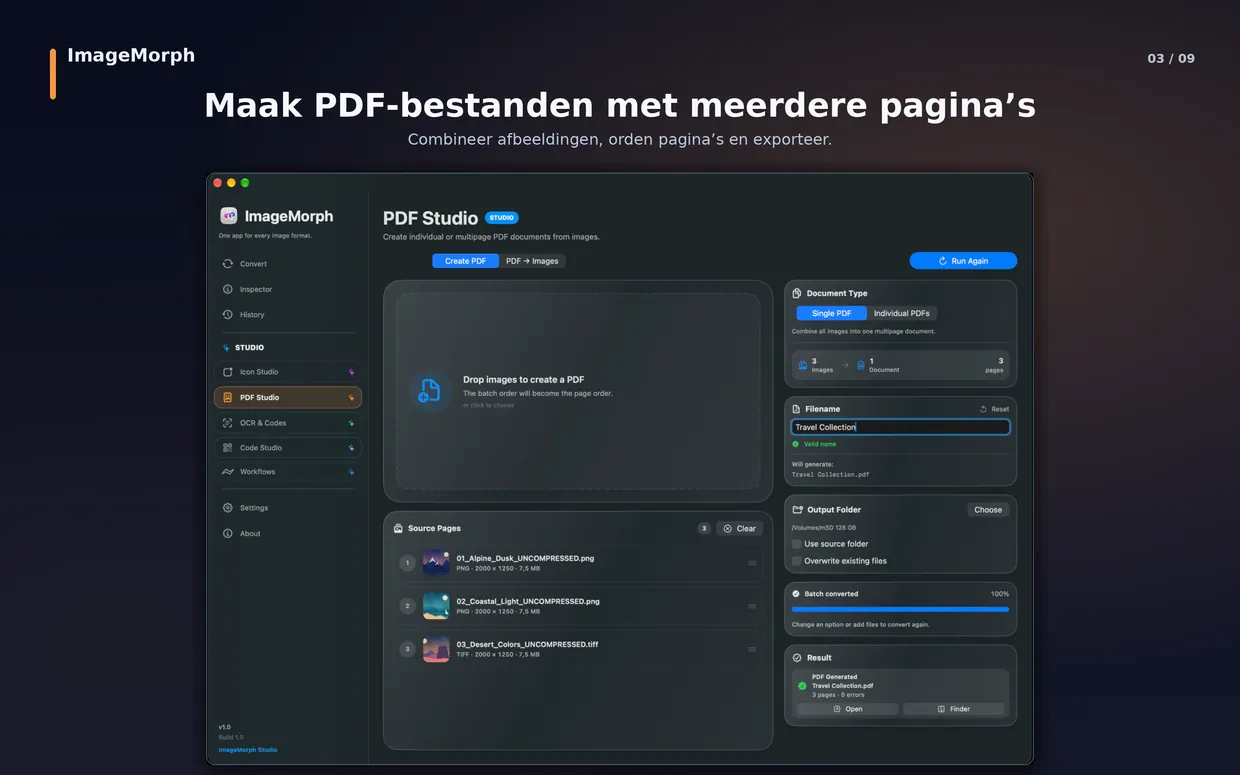 ImageMorph
03 / 09
Maak PDF-bestanden met meerdere pagina’s
Combineer afbeeldingen, orden pagina’s en exporteer.
ImageMorph
One app for every image format.
Convert
Inspector
History
STUDIO
Icon Studio
PDF Studio
OCR & Codes
Code Studio
Workflows
Settings
About
v1.0
Build 1.0
ImageMorph Studio
PDF Studio STUDIO
Create individual or multipage PDF documents from images.
Create PDF PDF → Images
Run Again
Drop images to create a PDF
The batch order will become the page order.
or click to choose
Source Pages 3 Clear
1 01_Alpine_Dusk_UNCOMPRESSED.png
PNG · 2000 × 1250 · 7,5 MB
2 02_Coastal_Light_UNCOMPRESSED.png
PNG · 2000 × 1250 · 7,5 MB
3 03_Desert_Colors_UNCOMPRESSED.tiff
TIFF · 2000 × 1250 · 7,5 MB
Document Type
Single PDF Individual PDFs
Combine all images into one multipage document.
3 → 1 3
Images Document pages
Filename Reset
Travel Collection
Valid name
Will generate:
Travel Collection.pdf
Output Folder Choose
/Volumes/mSD 128 GB
Use source folder
Overwrite existing files
Batch converted 100%
Change an option or add files to convert again.
Result
PDF Generated
Travel Collection.pdf
3 pages · 0 errors
Open Finder